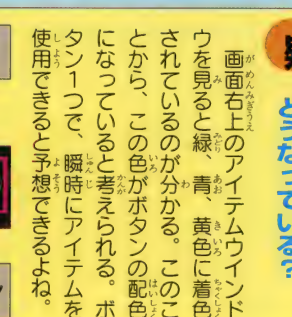 どうなっている?
画面右上のアイテムウインド
ウを見ると緑、青、黄色に着色
されているのが分かる。このこ
とから、この色がボタンの配色
になっていると考えられる。ボ
タン1つで、瞬時にアイテムを
使用できると予想できるよね。